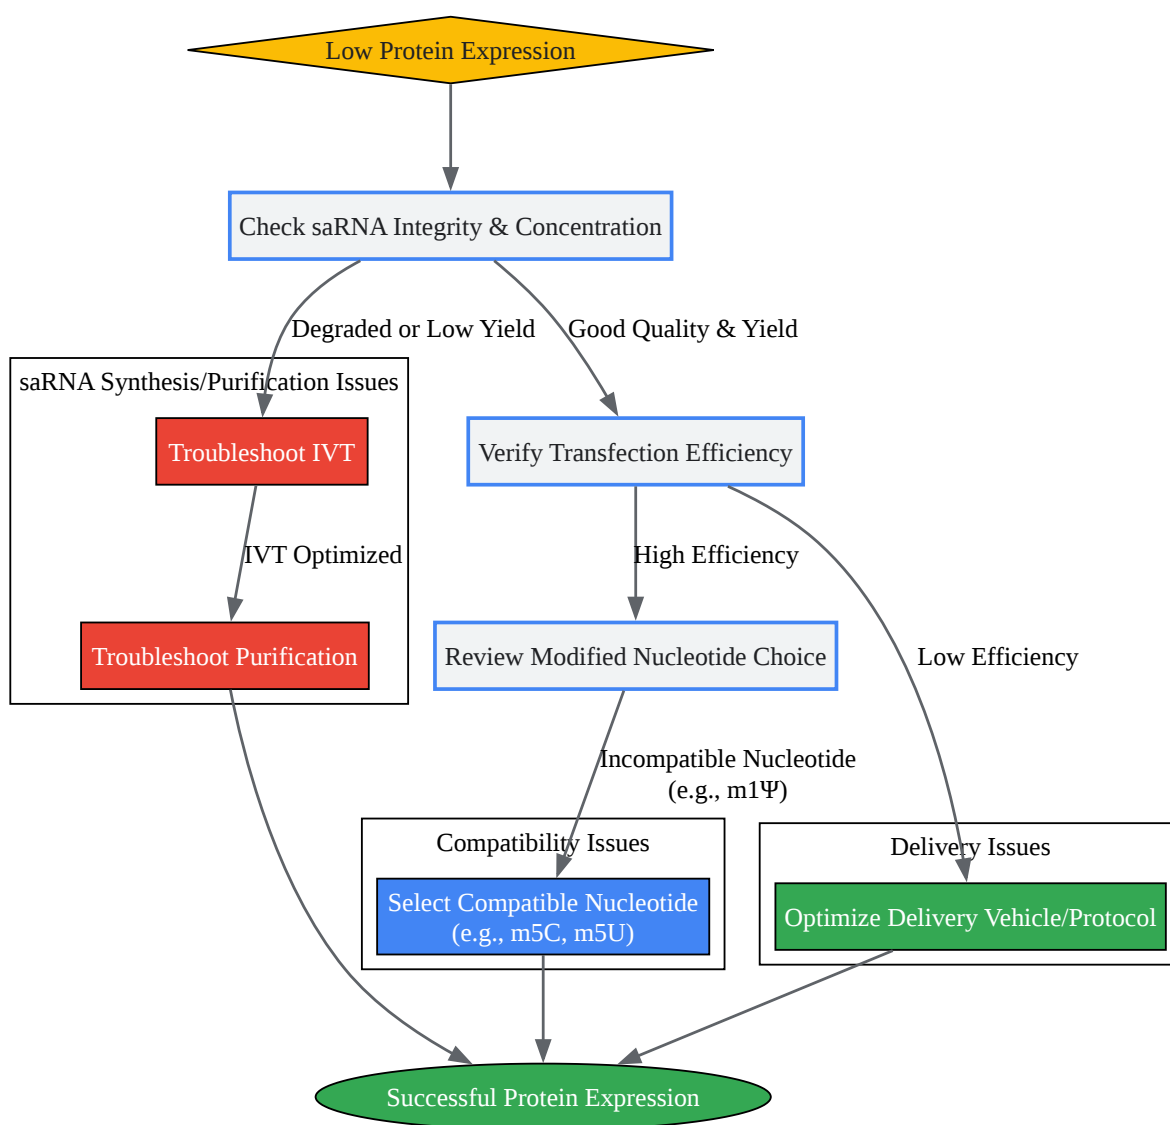 Low Protein Expression
Check saRNA Integrity & Concentration
Degraded or Low Yield
Good Quality & Yield
saRNA Synthesis/Purification Issues
Troubleshoot IVT
Verify Transfection Efficiency
IVT Optimized
High Efficiency
Troubleshoot Purification
Review Modified Nucleotide Choice
Low Efficiency
Incompatible Nucleotide
(e.g., m1Ψ)
Compatibility Issues
Delivery Issues
Select Compatible Nucleotide
(e.g., m5C, m5U)
Optimize Delivery Vehicle/Protocol
Successful Protein Expression